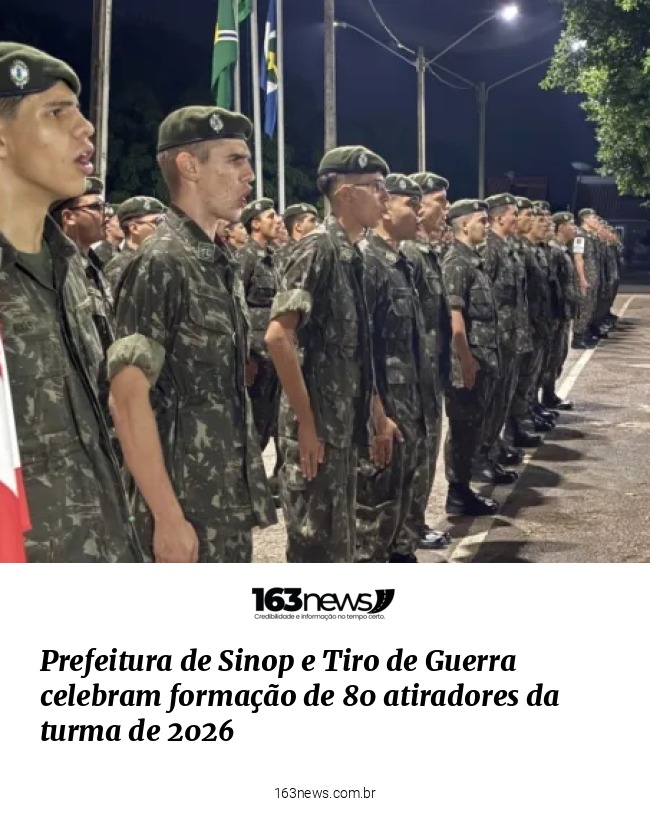 163news
Credibilidade e informação no tempo certo.
Prefeitura de Sinop e Tiro de Guerra
celebram formação de 80 atiradores da
turma de 2026
163news.com.br